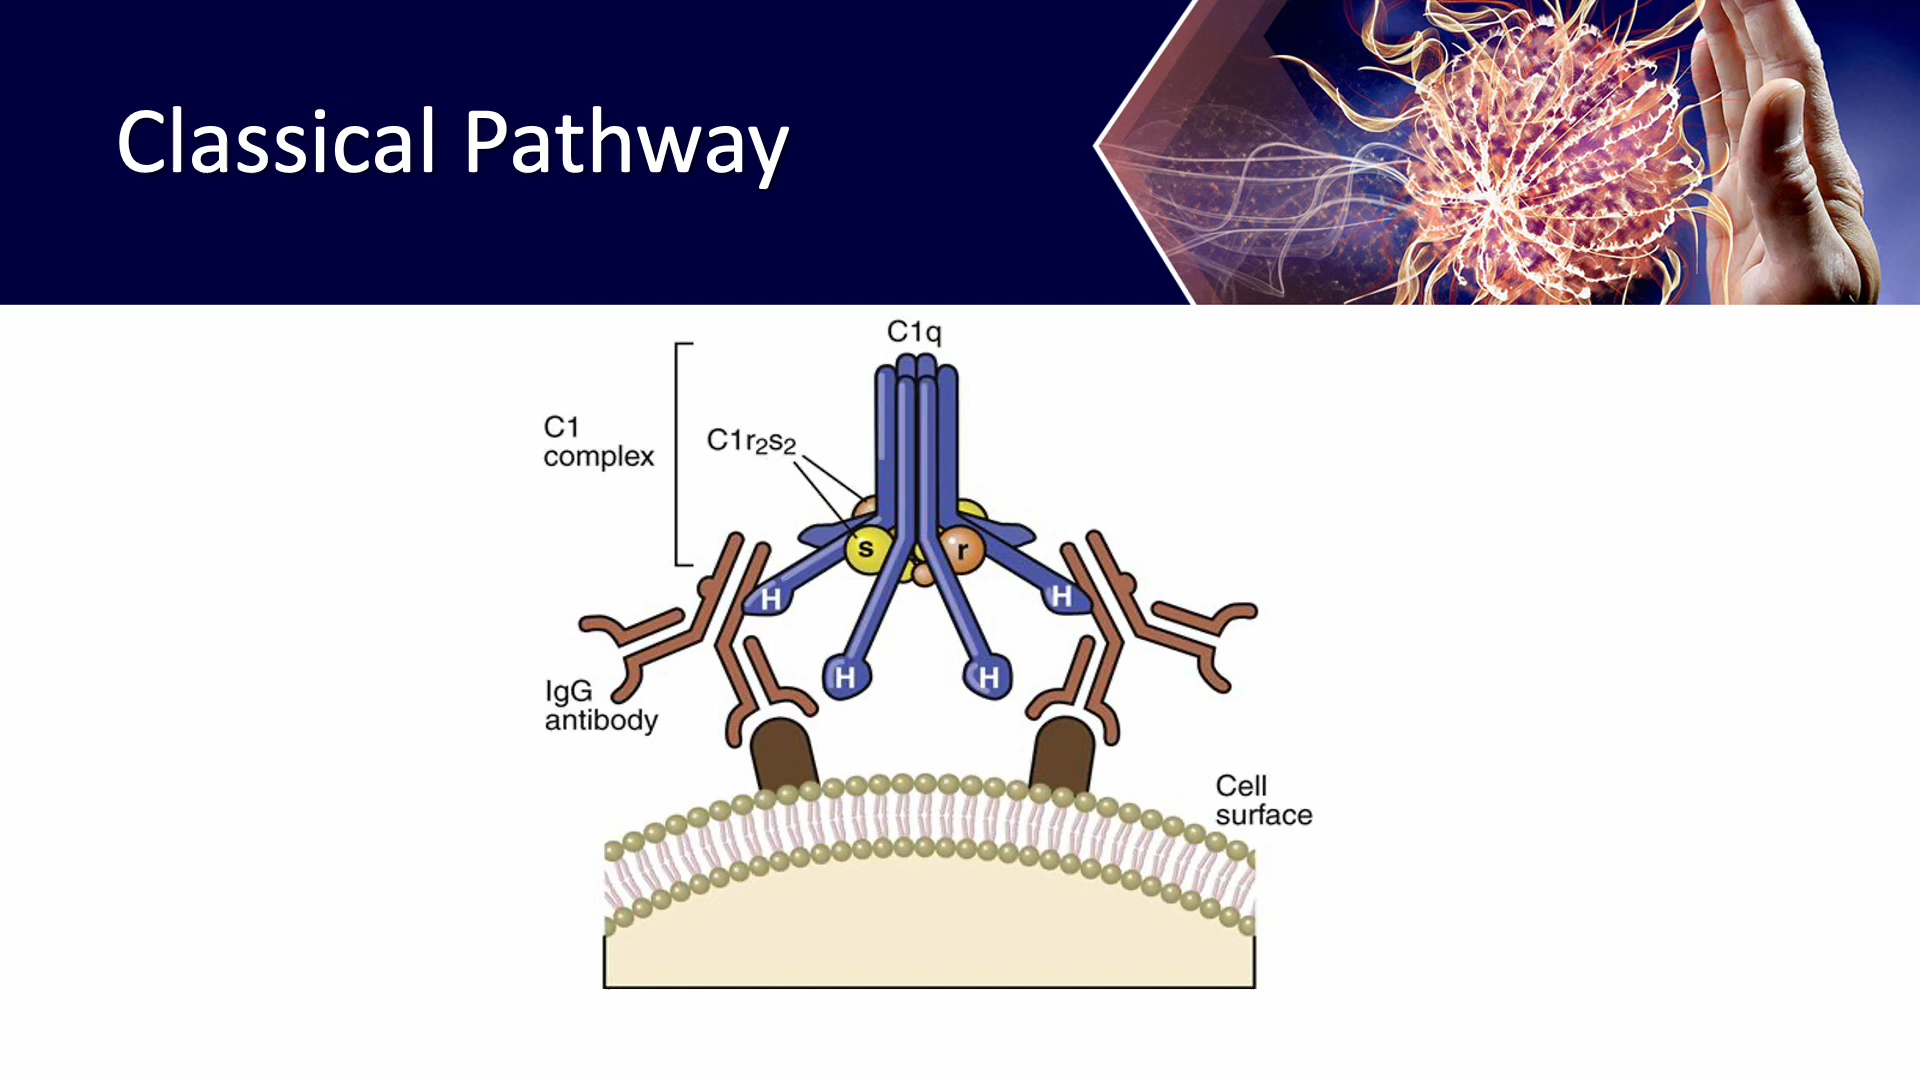 Classical Pathway
C1q
C1
complex
C1r₂s₂
s
r
H
H
H
H
IgG
antibody
Cell
surface